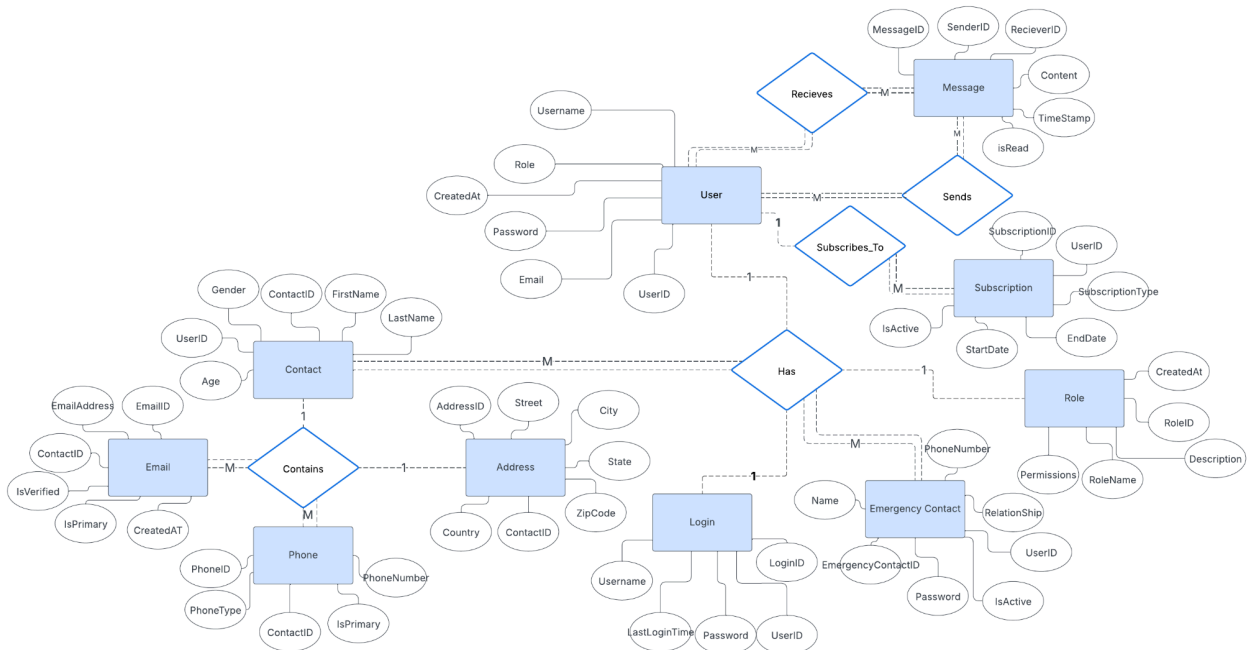 MessageID
SenderID
RecieverID
Content
TimeStamp
isRead
Message
M
M
Recieves
M
Username
Role
CreatedAt
Password
Email
UserID
User
M
Sends
1
Subscribes_To
M
SubscriptionID
UserID
SubscriptionType
EndDate
StartDate
IsActive
Subscription
1
Gender
ContactID
FirstName
LastName
UserID
Age
Contact
M
Has
1
Role
CreatedAt
RoleID
Description
RoleName
Permissions
1
EmailAddress
EmailID
ContactID
IsVerified
IsPrimary
CreatedAT
Email
M
Contains
1
AddressID
Street
City
State
ZipCode
ContactID
Country
Address
M
Phone
PhoneID
PhoneType
ContactID
IsPrimary
PhoneNumber
1
Login
Username
LastLoginTime
Password
UserID
LoginID
M
PhoneNumber
Name
Emergency Contact
RelationShip
UserID
IsActive
Password
EmergencyContactID